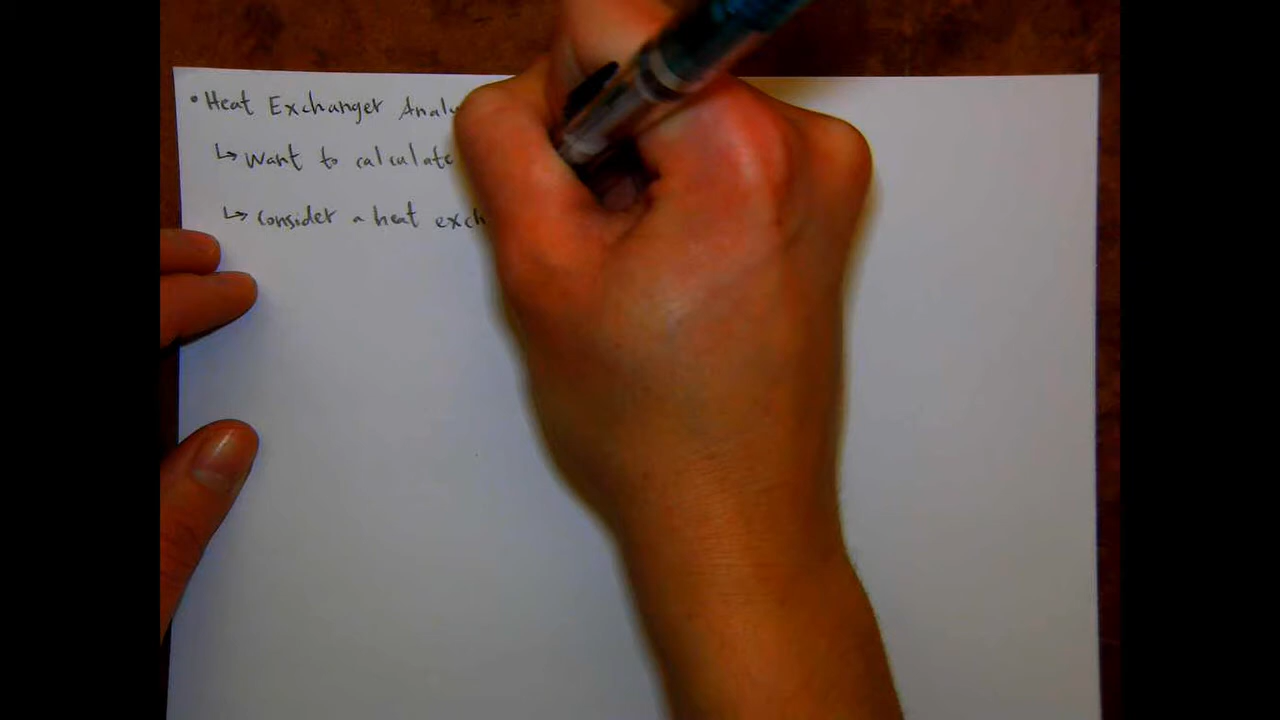 • Heat Exchanger Analy
↳ Want to calculate
↳ Consider a heat exch